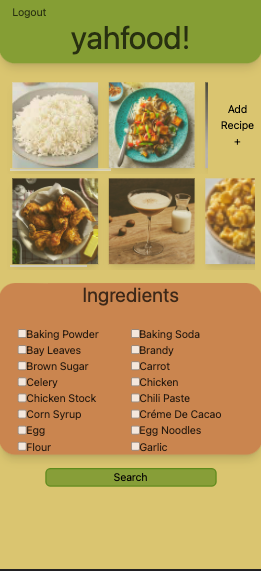 Logout
yahfood!
Add
Recipe
+
Ingredients
Baking Powder
Baking Soda
Bay Leaves
Brandy
Brown Sugar
Carrot
Celery
Chicken
Chicken Stock
Chili Paste
Corn Syrup
Créme De Cacao
Egg
Egg Noodles
Flour
Garlic
Search